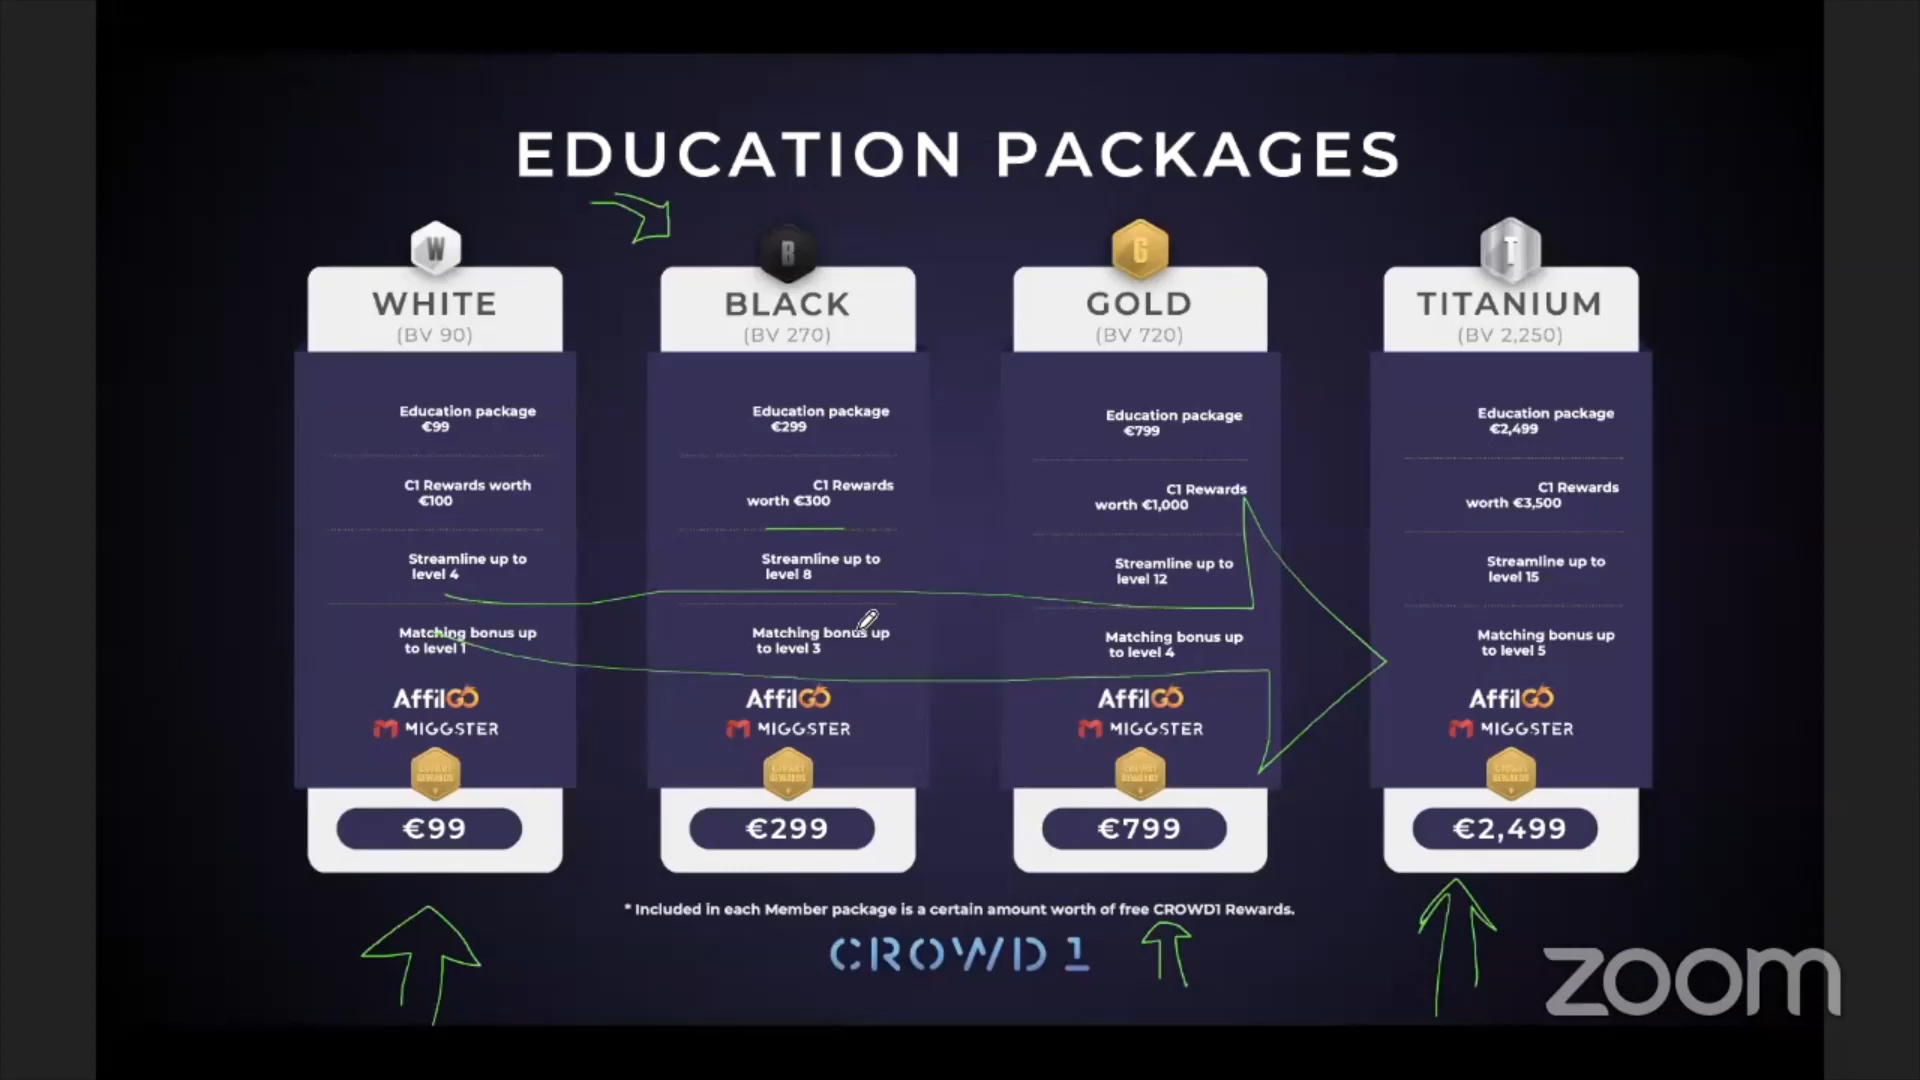 EDUCATION PACKAGES
W
WHITE
(BV 90)
Education package
€99
C1 Rewards worth
€100
Streamline up to
level 4
Matching bonus up
to level 1
AffilGO
MIGGSTER
€99
B
BLACK
(BV 270)
Education package
€299
C1 Rewards
worth €300
Streamline up to
level 8
Matching bonus up
to level 3
AffilGO
MIGGSTER
€299
G
GOLD
(BV 720)
Education package
€799
C1 Rewards
worth €1,000
Streamline up to
level 12
Matching bonus up
to level 4
AffilGO
MIGGSTER
€799
T
TITANIUM
(BV 2,250)
Education package
€2,499
C1 Rewards
worth €3,500
Streamline up to
level 15
Matching bonus up
to level 5
AffilGO
MIGGSTER
€2,499
* Included in each Member package is a certain amount worth of free CROWD1 Rewards.
CROWD1
zoom